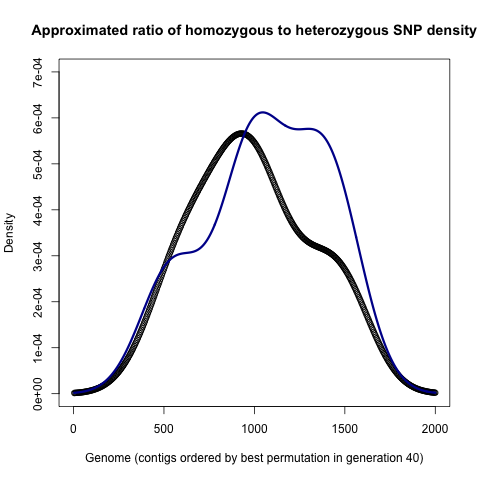 Approximated ratio of homozygous to heterozygous SNP density
7e-04
6e-04
5e-04
4e-04
3e-04
2e-04
1e-04
0e+00
Density
0 500 1000 1500 2000
Genome (contigs ordered by best permutation in generation 40)